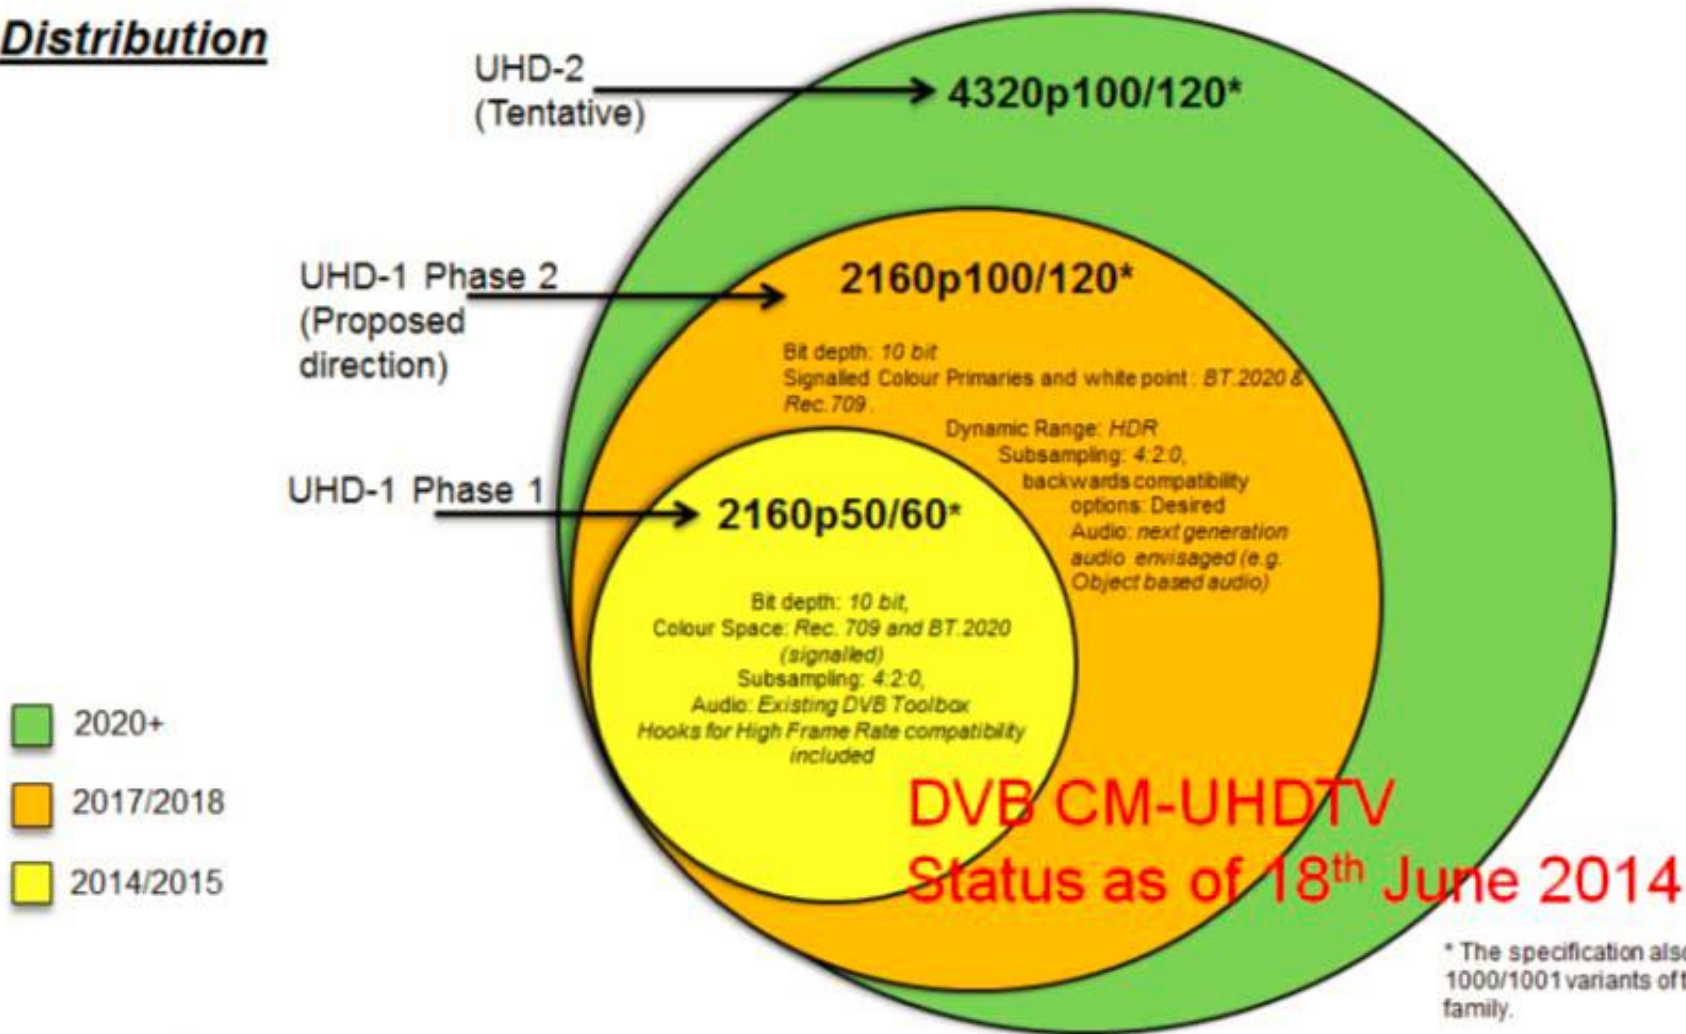 Distribution
UHD-2
(Tentative)
4320p100/120*
UHD-1 Phase 2
(Proposed
direction)
2160p100/120*
Bit depth: 10 bit
Signalled Colour Primaries and white point : BT.2020 &
Rec.709 .
Dynamic Range: HDR
Subsampling: 4:2:0,
backwards compatibility
options: Desired
Audio: next generation
audio envisaged (e.g.
Object based audio)
UHD-1 Phase 1
2160p50/60*
Bit depth: 10 bit,
Colour Space: Rec. 709 and BT.2020
(signalled)
Subsampling: 4:2:0,
Audio: Existing DVB Toolbox
Hooks for High Frame Rate compatibility
included
2020+
2017/2018
2014/2015
DVB CM-UHDTV
Status as of 18th June 2014
* The specification also
1000/1001 variants of
family.